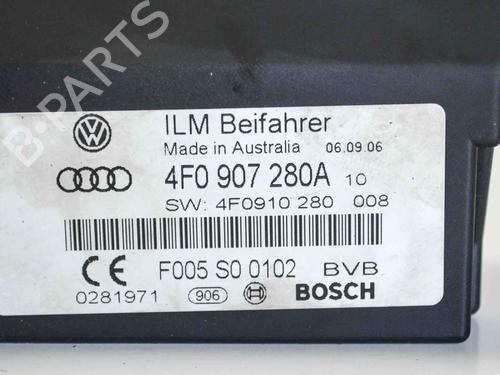 B-PARTS
ILM Beifahrer
Made in Australia 06.09.06
4F0 907 280A 10
SW: 4F0910 280 008
F005 S0 0102 BVB
0281971 906 BOSCH